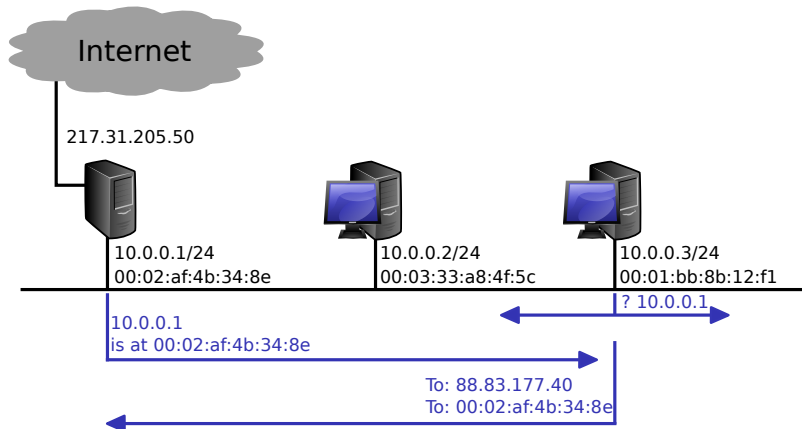 Internet
217.31.205.50
10.0.0.1/24
00:02:af:4b:34:8e
10.0.0.2/24
00:03:33:a8:4f:5c
10.0.0.3/24
00:01:bb:8b:12:f1
? 10.0.0.1
10.0.0.1
is at 00:02:af:4b:34:8e
To: 88.83.177.40
To: 00:02:af:4b:34:8e